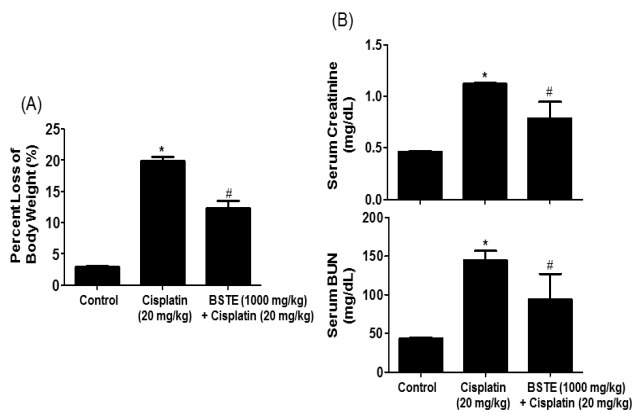 (A)
Percent Loss of
Body Weight (%)
25
20
15
10
5
0
*
#
Control
Cisplatin
(20 mg/kg)
BSTE (1000 mg/kg)
+ Cisplatin (20 mg/kg)
(B)
Serum Creatinine
(mg/dL)
1.5
1.0
0.5
0.0
*
#
Serum BUN
(mg/dL)
200
150
100
50
0
*
#
Control
Cisplatin
(20 mg/kg)
BSTE (1000 mg/kg)
+ Cisplatin (20 mg/kg)